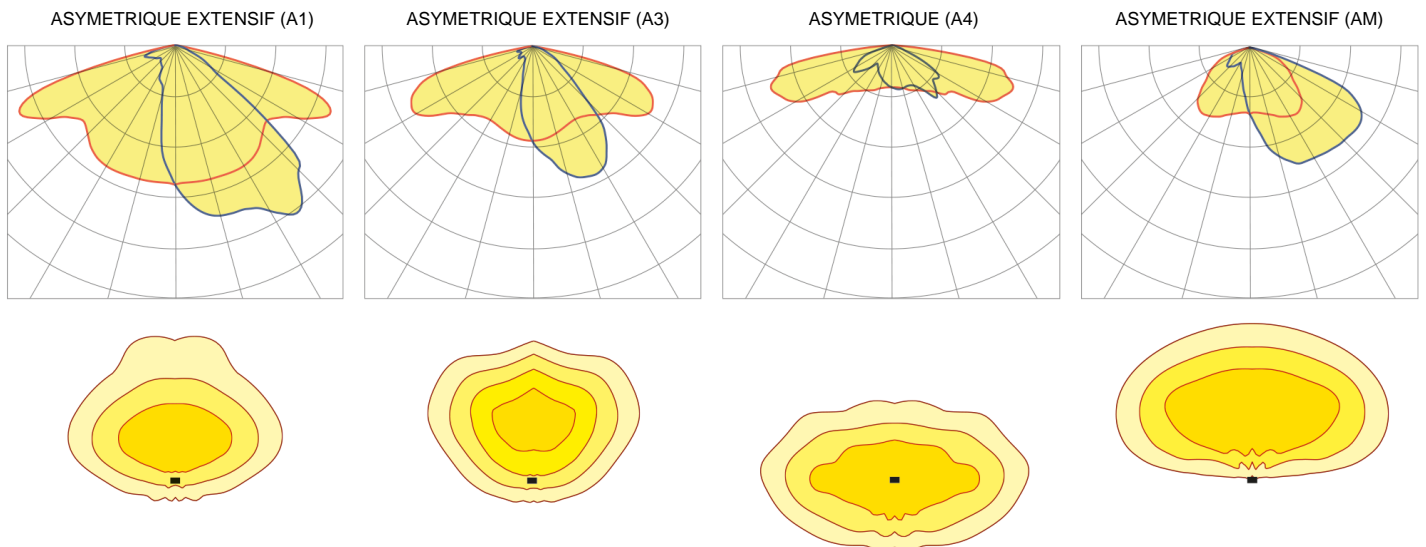 ASYMETRIQUE EXTENSIF (A1)
ASYMETRIQUE EXTENSIF (A3)
ASYMETRIQUE (A4)
ASYMETRIQUE EXTENSIF (AM)